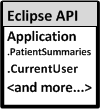 Eclipse API
Application
.PatientSummaries
.CurrentUser
<and more...>